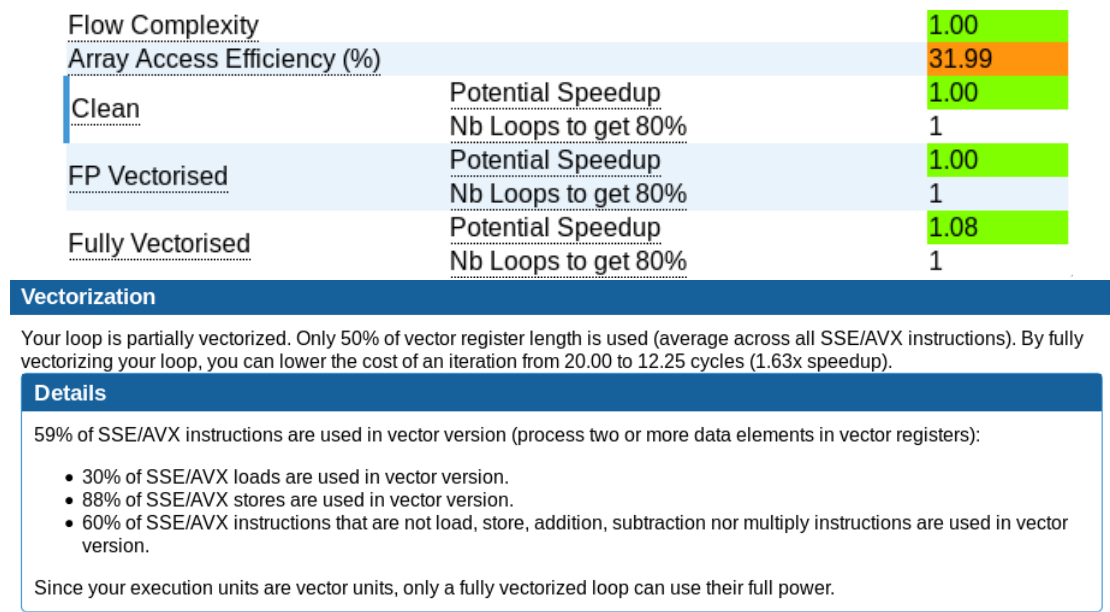 Flow Complexity 1.00
Array Access Efficiency (%) 31.99
Clean
Potential Speedup 1.00
Nb Loops to get 80% 1
FP Vectorised
Potential Speedup 1.00
Nb Loops to get 80% 1
Fully Vectorised
Potential Speedup 1.08
Nb Loops to get 80% 1
Vectorization
Your loop is partially vectorized. Only 50% of vector register length is used (average across all SSE/AVX instructions). By fully
vectorizing your loop, you can lower the cost of an iteration from 20.00 to 12.25 cycles (1.63x speedup).
Details
59% of SSE/AVX instructions are used in vector version (process two or more data elements in vector registers):
• 30% of SSE/AVX loads are used in vector version.
• 88% of SSE/AVX stores are used in vector version.
• 60% of SSE/AVX instructions that are not load, store, addition, subtraction nor multiply instructions are used in vector
version.
Since your execution units are vector units, only a fully vectorized loop can use their full power.